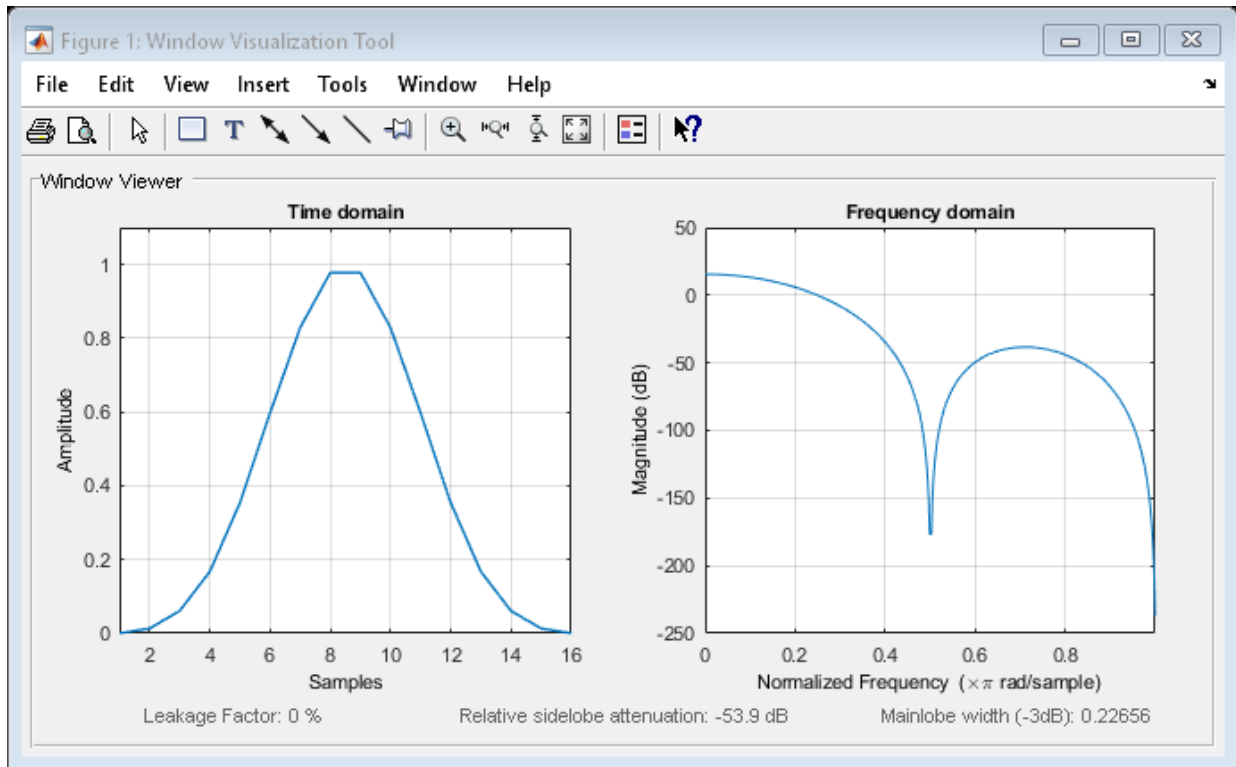 Figure 1: Window Visualization Tool
File Edit View Insert Tools Window Help
T
?
Window Viewer
Time domain
Amplitude
1
0.8
0.6
0.4
0.2
0
2 4 6 8 10 12 14 16
Samples
Frequency domain
Magnitude (dB)
50
0
-50
-100
-150
-200
-250
0 0.2 0.4 0.6 0.8
Normalized Frequency (×π rad/sample)
Leakage Factor: 0 % Relative sidelobe attenuation: -53.9 dB Mainlobe width (-3dB): 0.22656